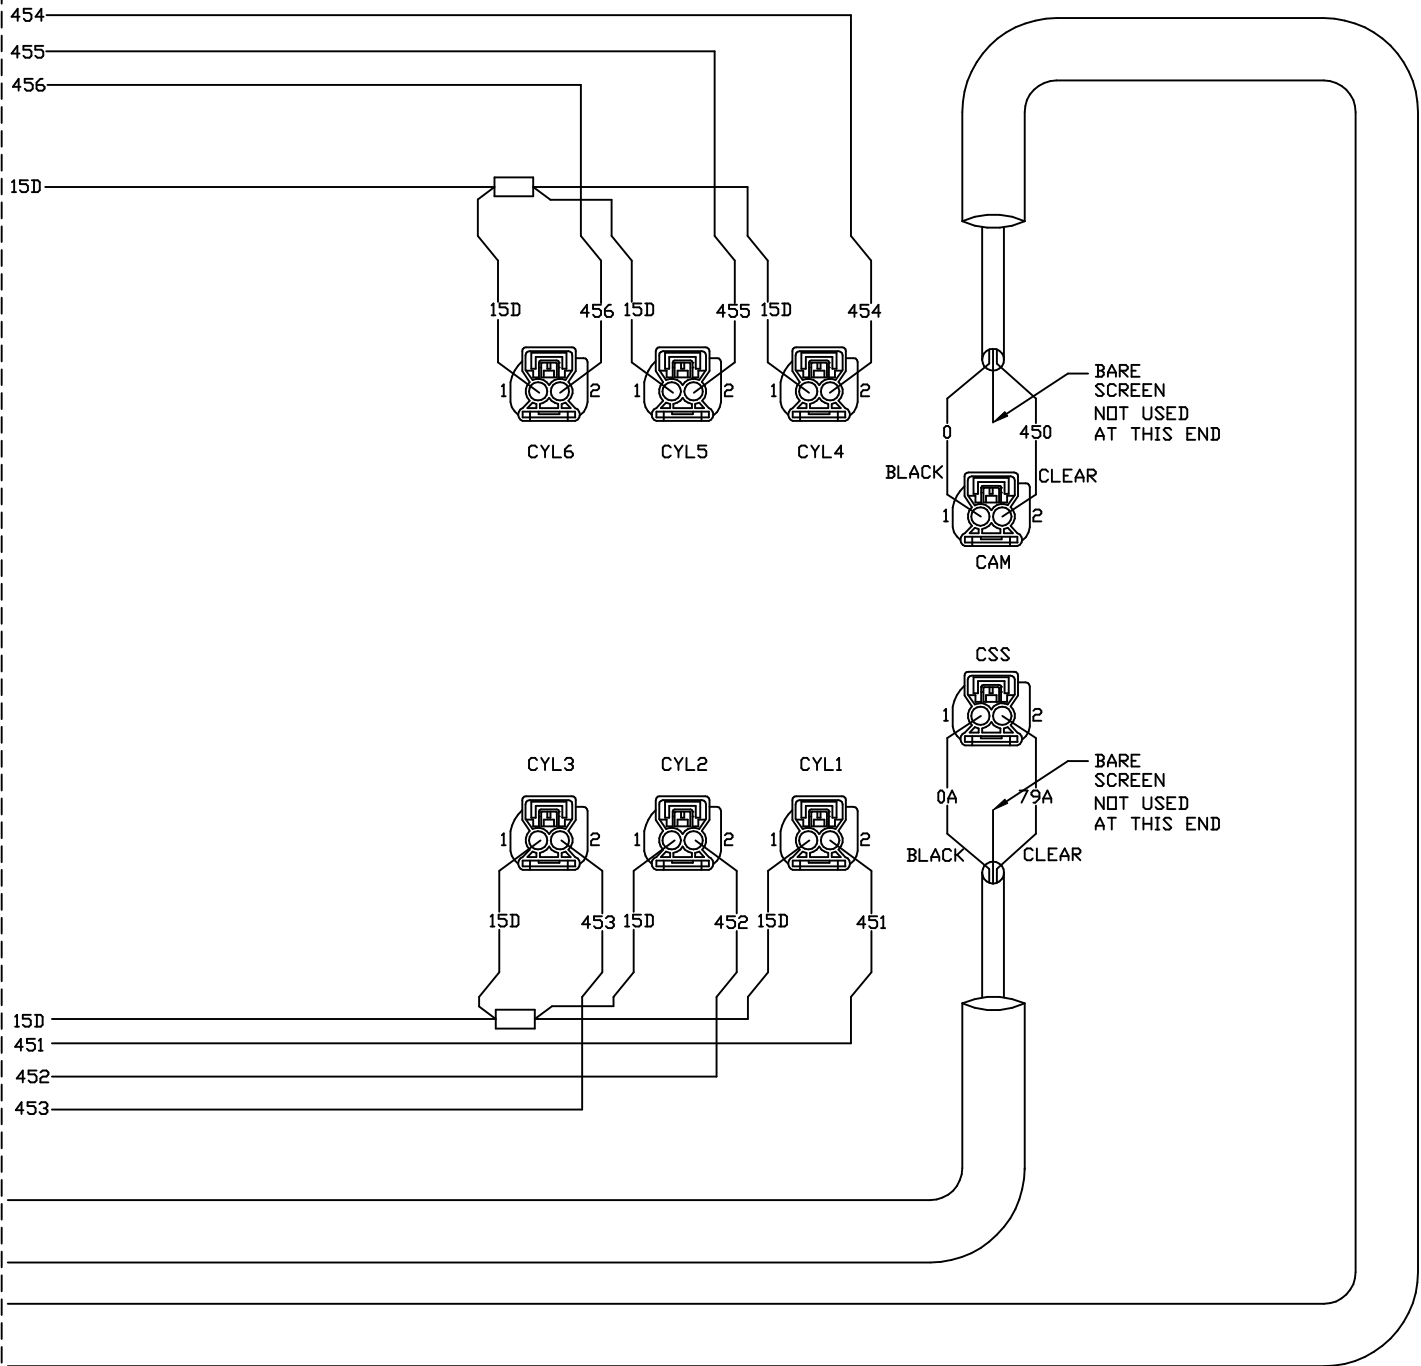 454
455
456
15D
15D
456
15D
455
15D
454
1
2
1
2
1
2
CYL6
CYL5
CYL4
BARE
SCREEN
NOT USED
AT THIS END
0
450
BLACK
CLEAR
1
2
CAM
CSS
1
2
BARE
SCREEN
NOT USED
AT THIS END
0A
79A
BLACK
CLEAR
CYL3
CYL2
CYL1
1
2
1
2
1
2
15D
453
15D
452
15D
451
15D
451
452
453